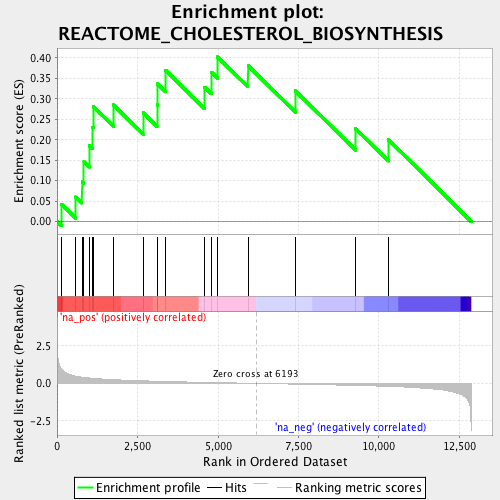 Enrichment plot:
REACTOME_CHOLESTEROL_BIOSYNTHESIS
Enrichment score (ES)
0.40
0.35
0.30
0.25
0.20
0.15
0.10
0.05
0.00
'na_pos' (positively correlated)
Ranked list metric (PreRanked)
2.5
0.0
-2.5
Zero cross at 6193
'na_neg' (negatively correlated)
0 2,500 5,000 7,500 10,000 12,500
Rank in Ordered Dataset
Enrichment profile Hits Ranking metric scores